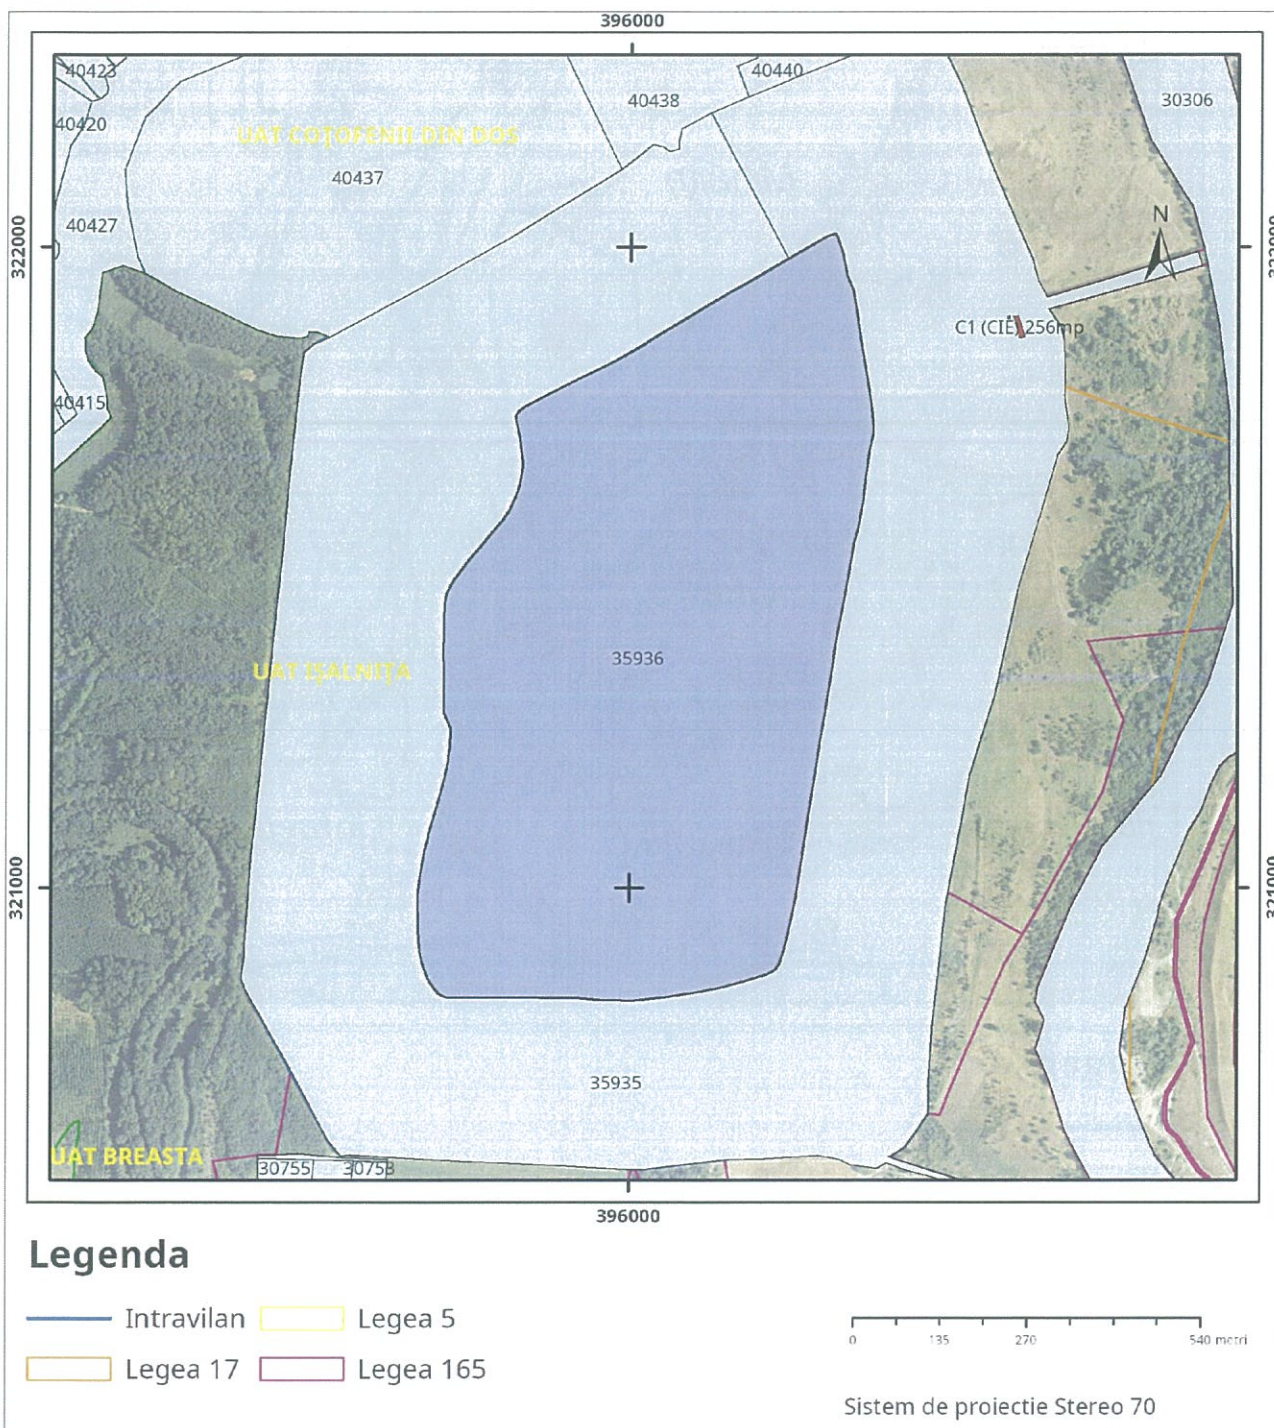 396000
40423
40440
40438
30306
40420
UAT COȚOFENII DIN DOS
40437
N
40427
322000
C1 (CIE) 256mp
40415
35936
UAT IȘALNIȚA
321000
321000
35935
UAT BREASTA
30755
30758
396000
Legenda
Intravilan
Legea 5
Legea 17
Legea 165
0
135
270
540 metri
Sistem de proiectie Stereo 70